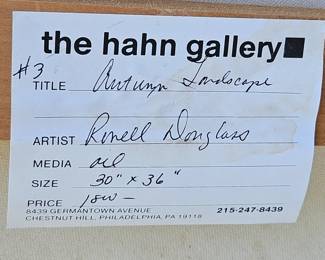 the hahn gallery
#3
TITLE Autumn Landscape
ARTIST Ronell Douglass
MEDIA oil
SIZE 30" x 36"
PRICE 1800 —
8439 GERMANTOWN AVENUE 215-247-8439
CHESTNUT HILL, PHILADELPHIA, PA 19118